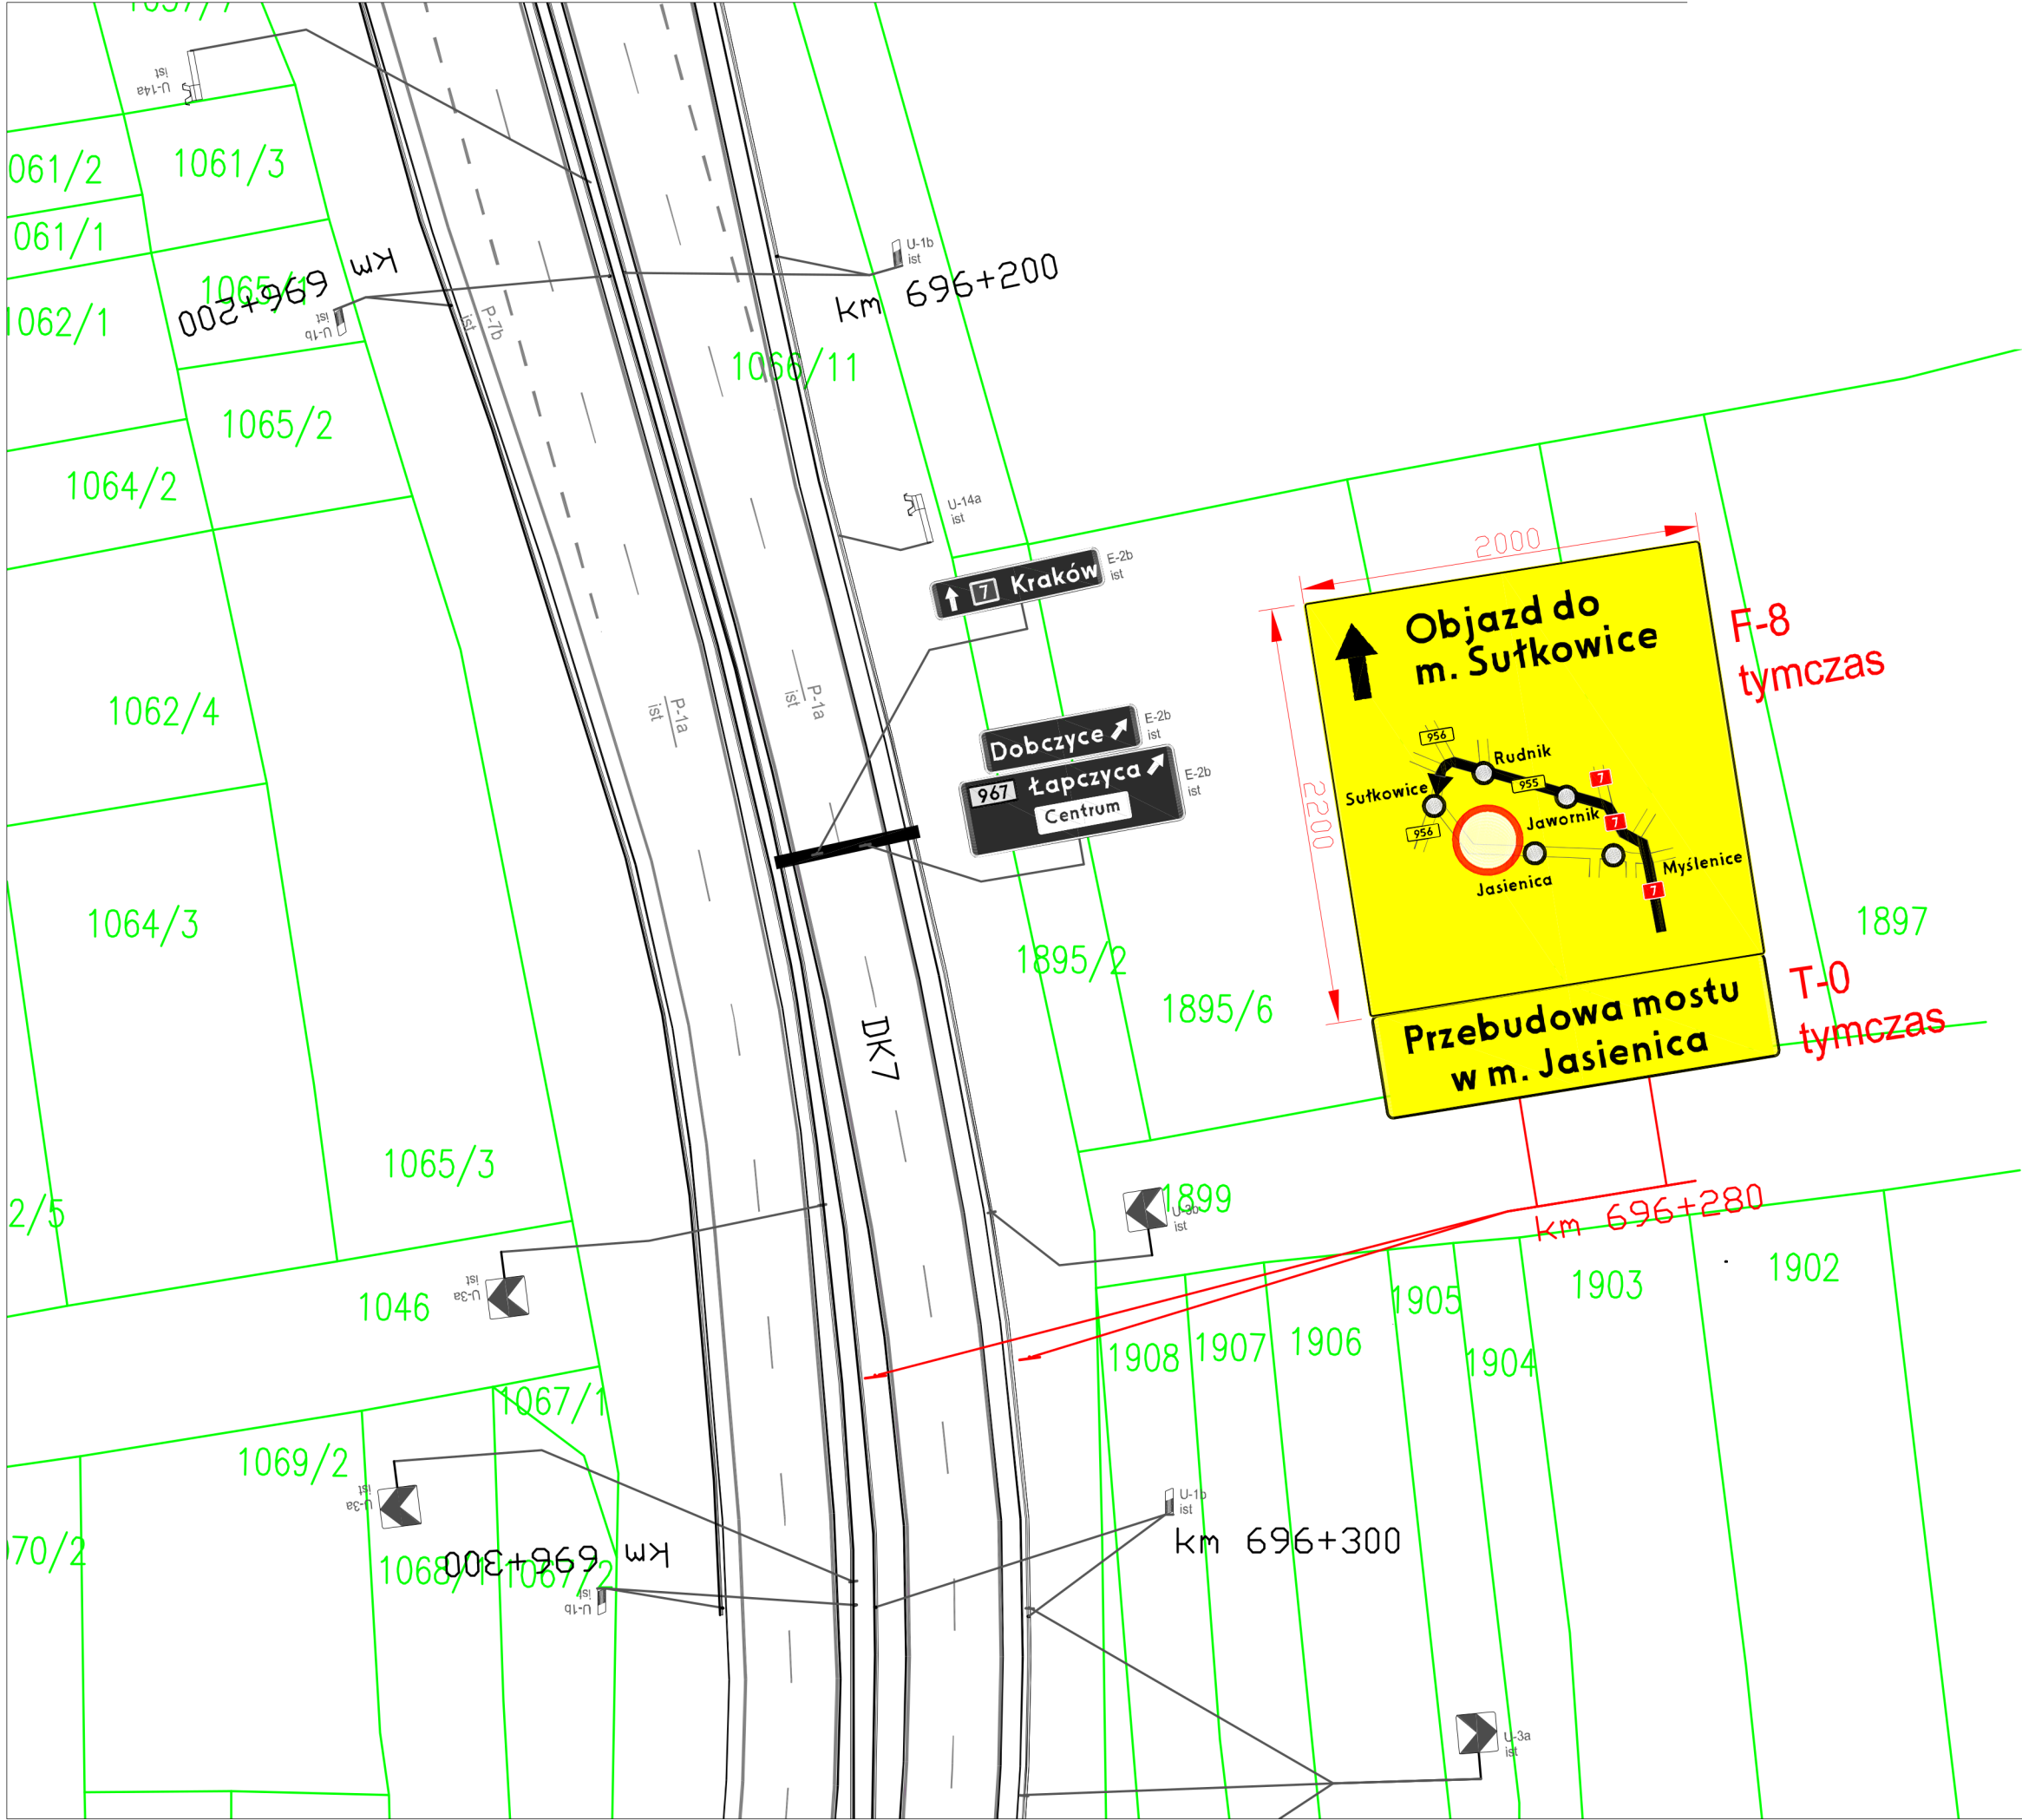 U-14a
ist
061/2
1061/3
061/1
km 696+200
1065/1
1062/1
U-1b
ist
P-7b
ist
U-1b
ist
km 696+200
1066/11
1065/2
1064/2
U-14a
ist
7 Kraków
E-2b
ist
2000
2200
Objazd do
m. Sułkowice
956
Rudnik
955
7
Sułkowice
956
Jawornik
7
Jasienica
Myślenice
7
F-8
tymczas
Przebudowa mostu
w m. Jasienica
T-0
tymczas
1062/4
P-1a
ist
P-1a
ist
Dobczyce
E-2b
ist
967 Łapczyca
Centrum
E-2b
ist
1064/3
1895/2
1895/6
1897
DK7
1065/3
2/5
1899
U-3b
ist
km 696+280
U-3a
ist
1046
1902
1903
1905
1904
1906
1907
1908
1067/1
1069/2
U-3a
ist
70/2
km 696+300
1068/1
1067/2
U-1b
ist
U-1b
ist
km 696+300
U-3a
ist